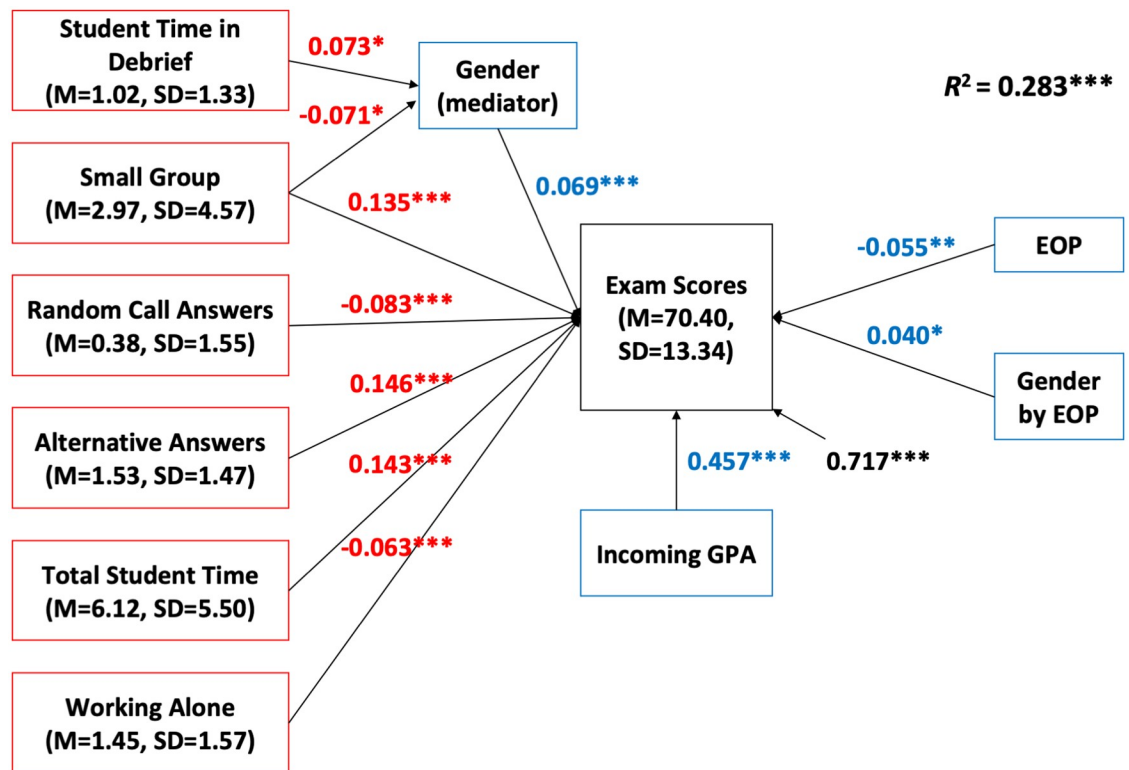 Student Time in
Debrief
(M=1.02, SD=1.33)
0.073*
Gender
(mediator)
R² = 0.283***
-0.071*
Small Group
(M=2.97, SD=4.57)
0.135***
0.069***
Random Call Answers
(M=0.38, SD=1.55)
-0.083***
Exam Scores
(M=70.40,
SD=13.34)
-0.055**
EOP
0.040*
Gender
by EOP
Alternative Answers
(M=1.53, SD=1.47)
0.146***
0.143***
0.457***
0.717***
Total Student Time
(M=6.12, SD=5.50)
-0.063***
Incoming GPA
Working Alone
(M=1.45, SD=1.57)